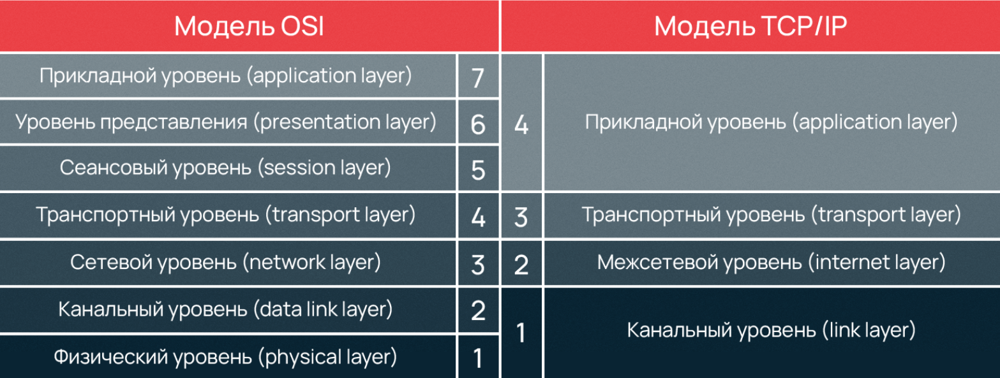 Модель OSI
Модель TCP/IP
Прикладной уровень (application layer)
7
Уровень представления (presentation layer)
6
Сеансовый уровень (session layer)
5
4
Прикладной уровень (application layer)
Транспортный уровень (transport layer)
4
3
Транспортный уровень (transport layer)
Сетевой уровень (network layer)
3
2
Межсетевой уровень (internet layer)
Канальный уровень (data link layer)
2
Физический уровень (physical layer)
1
1
Канальный уровень (link layer)